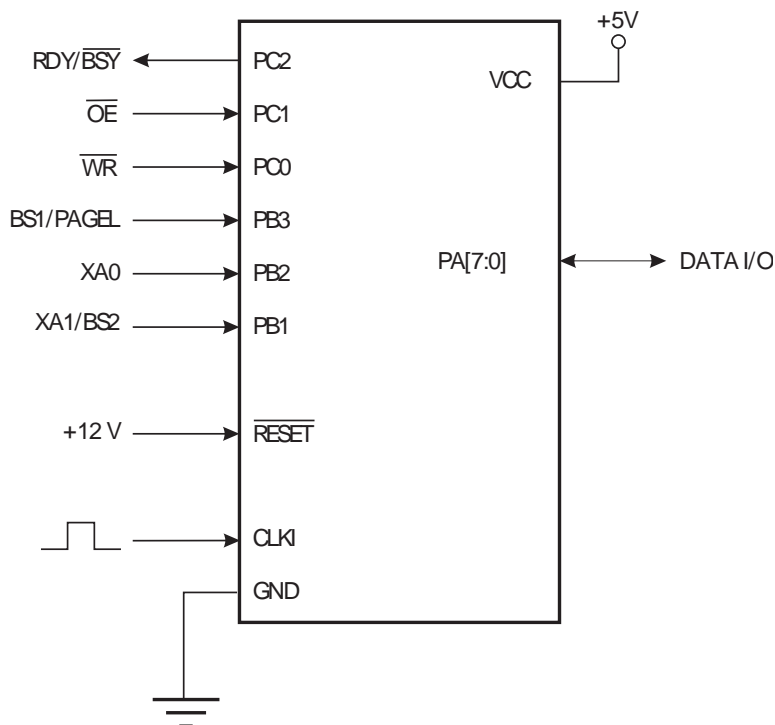 +5V
RDY/BSY
PC2
VCC
OE
PC1
WR
PC0
BS1/PAGEL
PB3
PA[7:0]
DATA I/O
XA0
PB2
XA1/BS2
PB1
+12 V
RESET
CLKI
GND